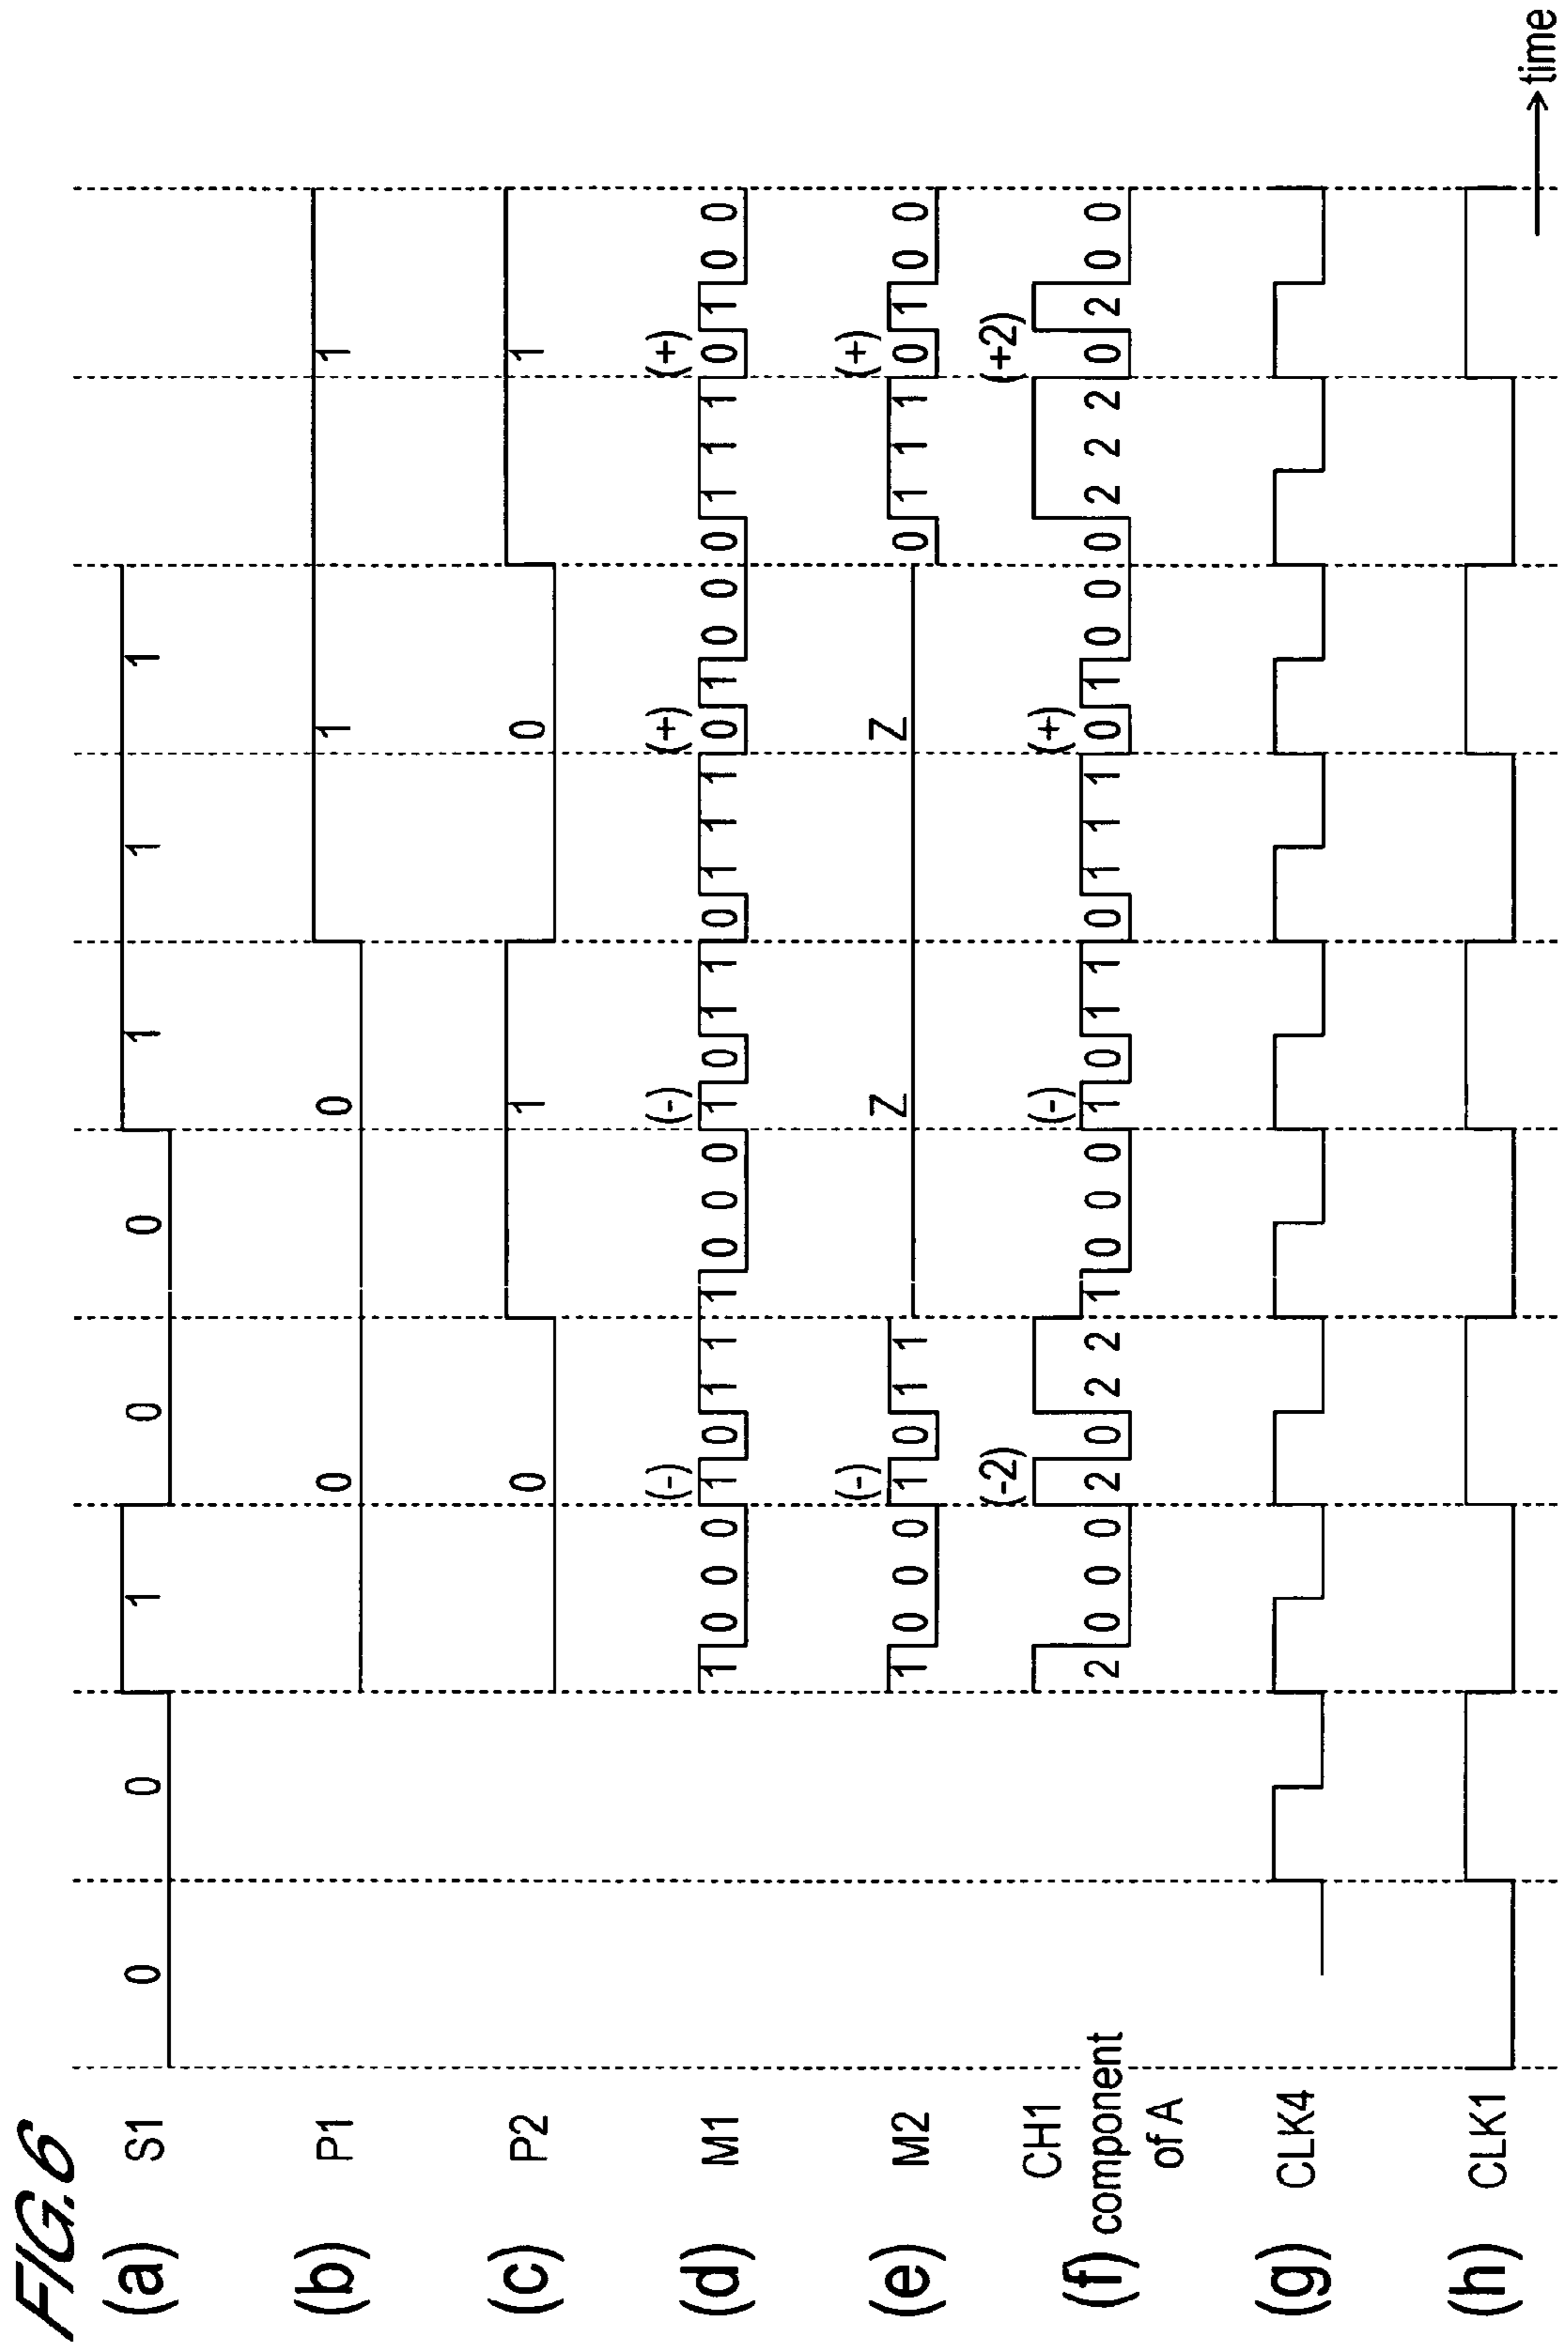 FIG.6
(a) S1 0 0 1 0 0 1 1 1
(b) P1 0 0 1 1
(c) P2 0 1 0 1
(-) (-) (+) (+)
(d) M1 1 0 0 0 1 0 1 1 1 0 0 0 1 0 1 1 0 1 1 1 0 1 0 0 0 1 1 1 0 1 0 0
(-) Z Z (+)
(e) M2 1 0 0 0 1 0 1 1 0 1 1 1 0 1 0 0
(-2) (-) (+) (+2)
CH1
(f) component 2 0 0 0 2 0 2 2 1 0 0 0 1 0 1 1 0 1 1 1 0 1 0 0 0 2 2 2 0 2 0 0
of A
(g) CLK4
(h) CLK1
time